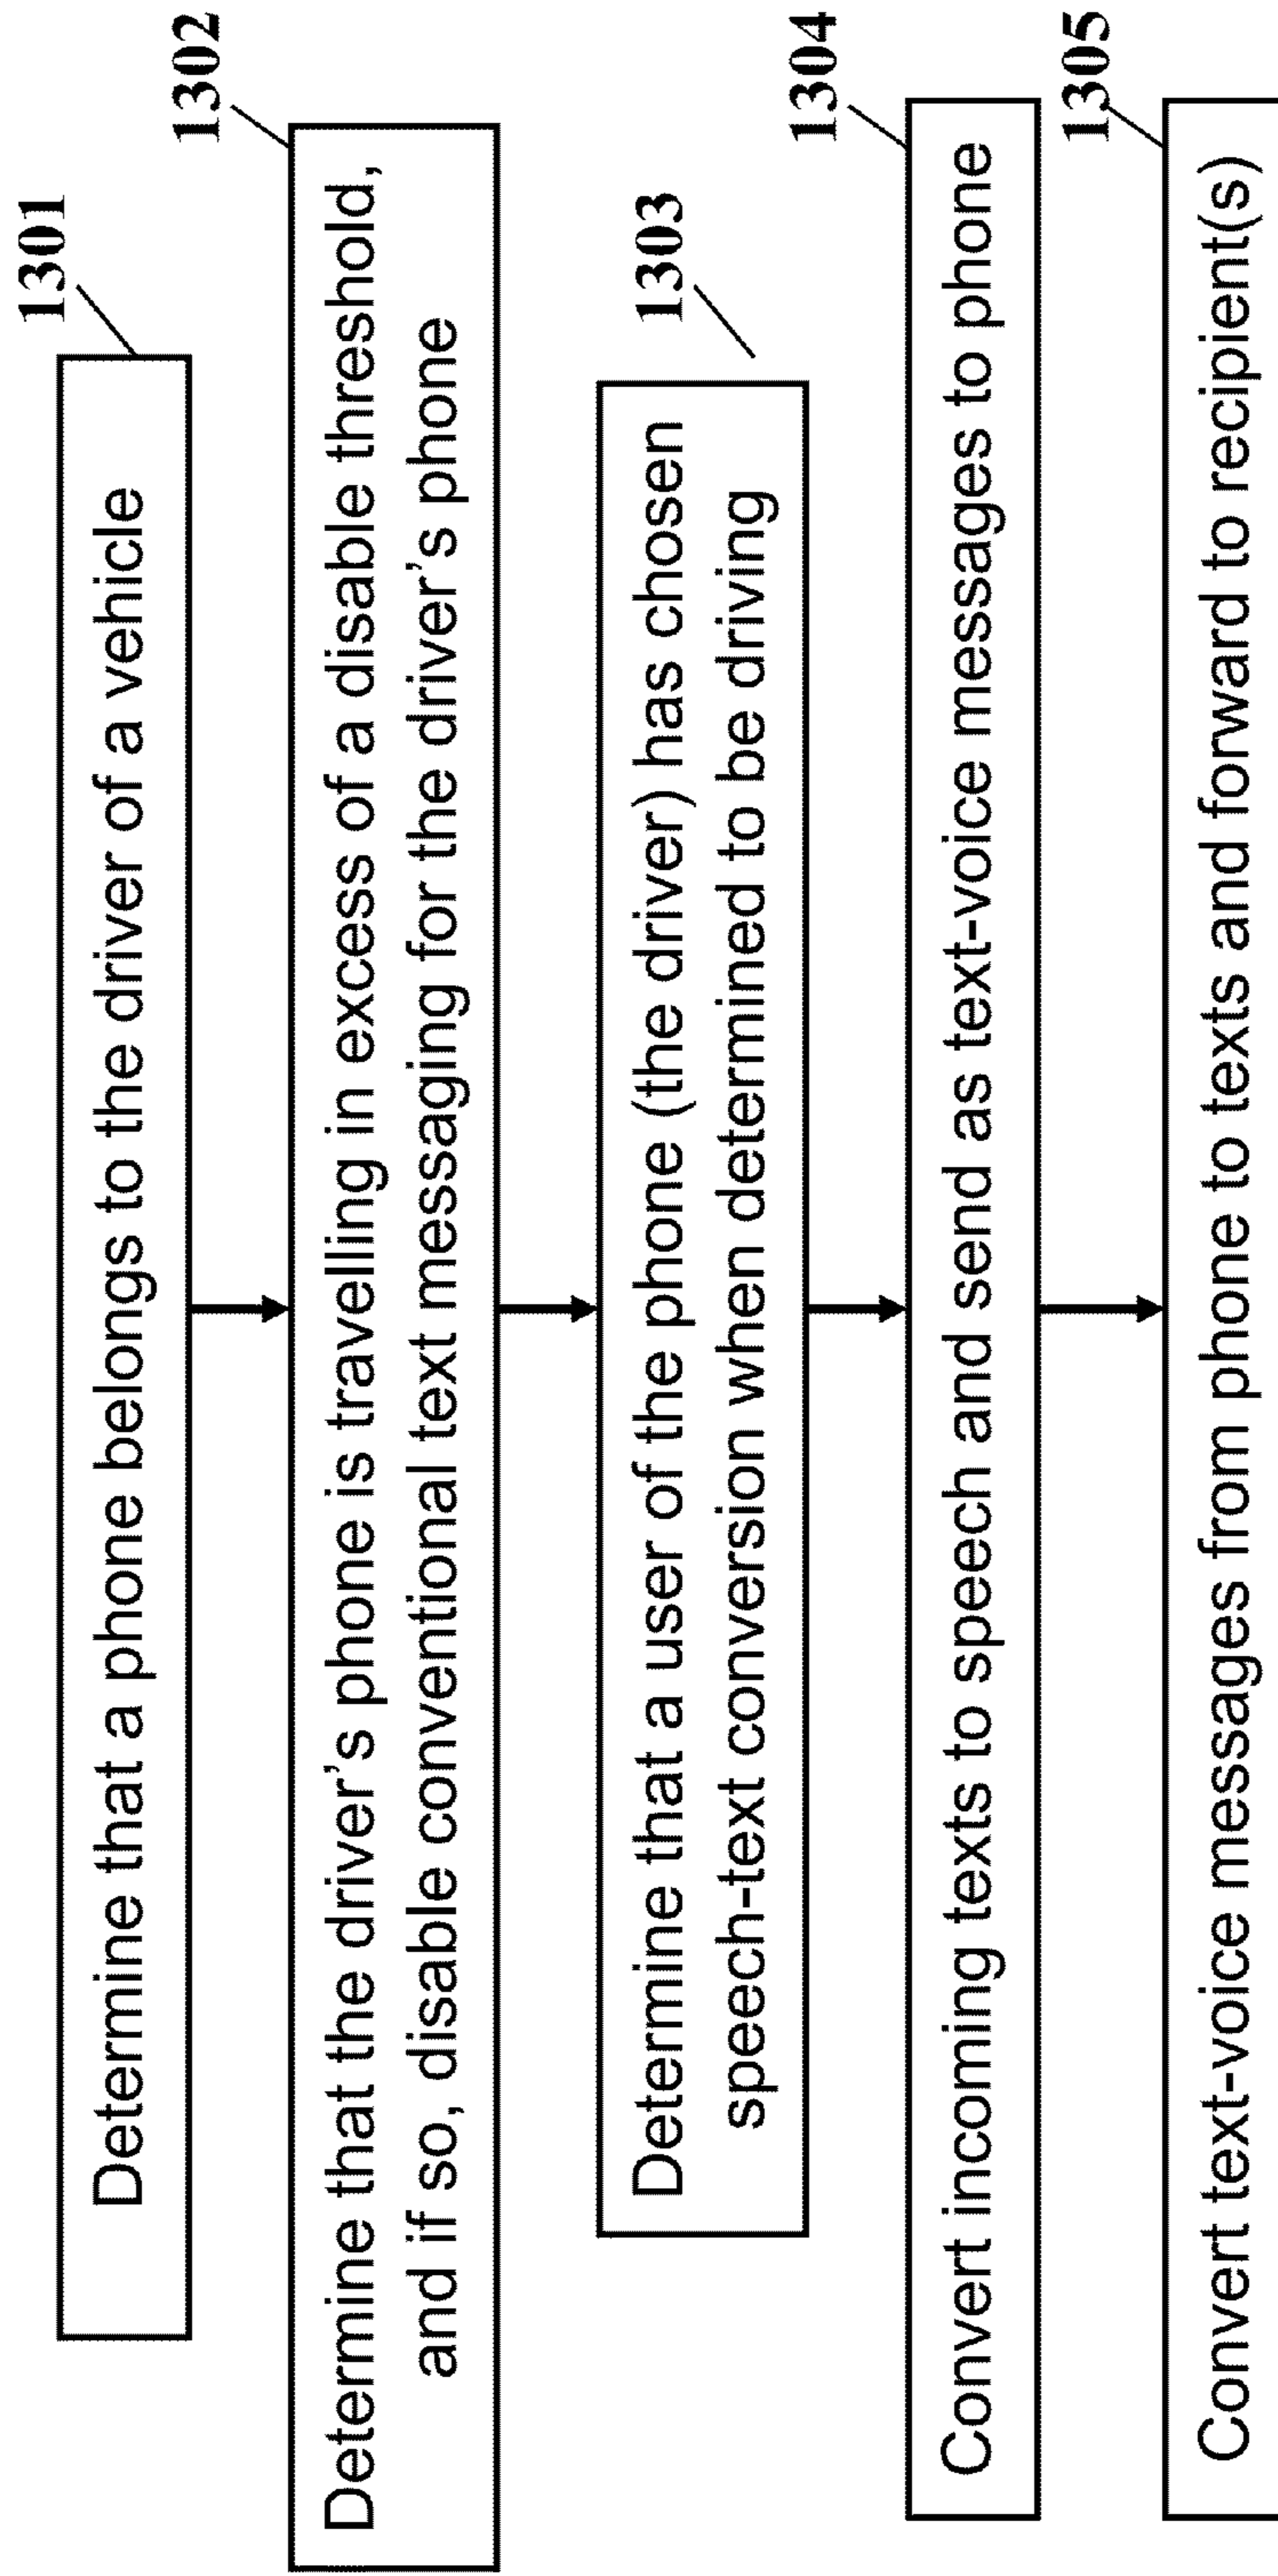 1301
Determine that a phone belongs to the driver of a vehicle
1302
Determine that the driver's phone is travelling in excess of a disable threshold,
and if so, disable conventional text messaging for the driver's phone
1303
Determine that a user of the phone (the driver) has chosen
speech-text conversion when determined to be driving
1304
Convert incoming texts to speech and send as text-voice messages to phone
1305
Convert text-voice messages from phone to texts and forward to recipient(s)